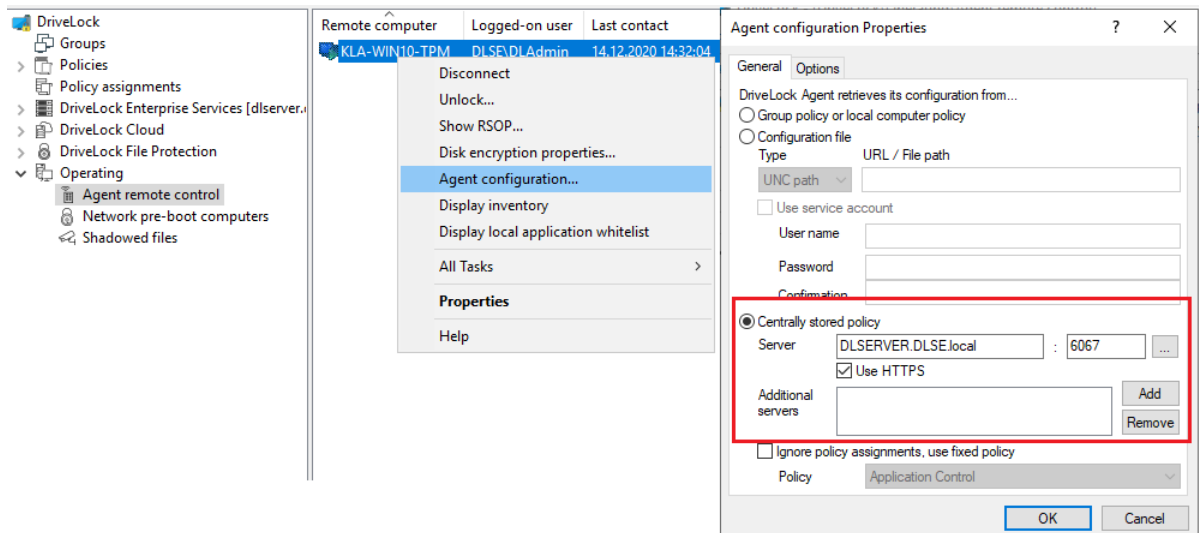 DriveLock
Groups
Policies
Policy assignments
DriveLock Enterprise Services [dlserver.
DriveLock Cloud
DriveLock File Protection
Operating
Agent remote control
Network pre-boot computers
Shadowed files
Remote computer Logged-on user Last contact
KLA-WIN10-TPM DLSE\DLAdmin 14.12.2020 14:32:04
Disconnect
Unlock...
Show RSOP...
Disk encryption properties...
Agent configuration...
Display inventory
Display local application whitelist
All Tasks
Properties
Help
Agent configuration Properties
General Options
DriveLock Agent retrieves its configuration from...
Group policy or local computer policy
Configuration file
Type URL / File path
UNC path
Use service account
User name
Password
Confirmation
Centrally stored policy
Server DLSERVER.DLSE.local : 6067 ...
Use HTTPS
Additional servers
Add
Remove
Ignore policy assignments, use fixed policy
Policy Application Control
OK Cancel